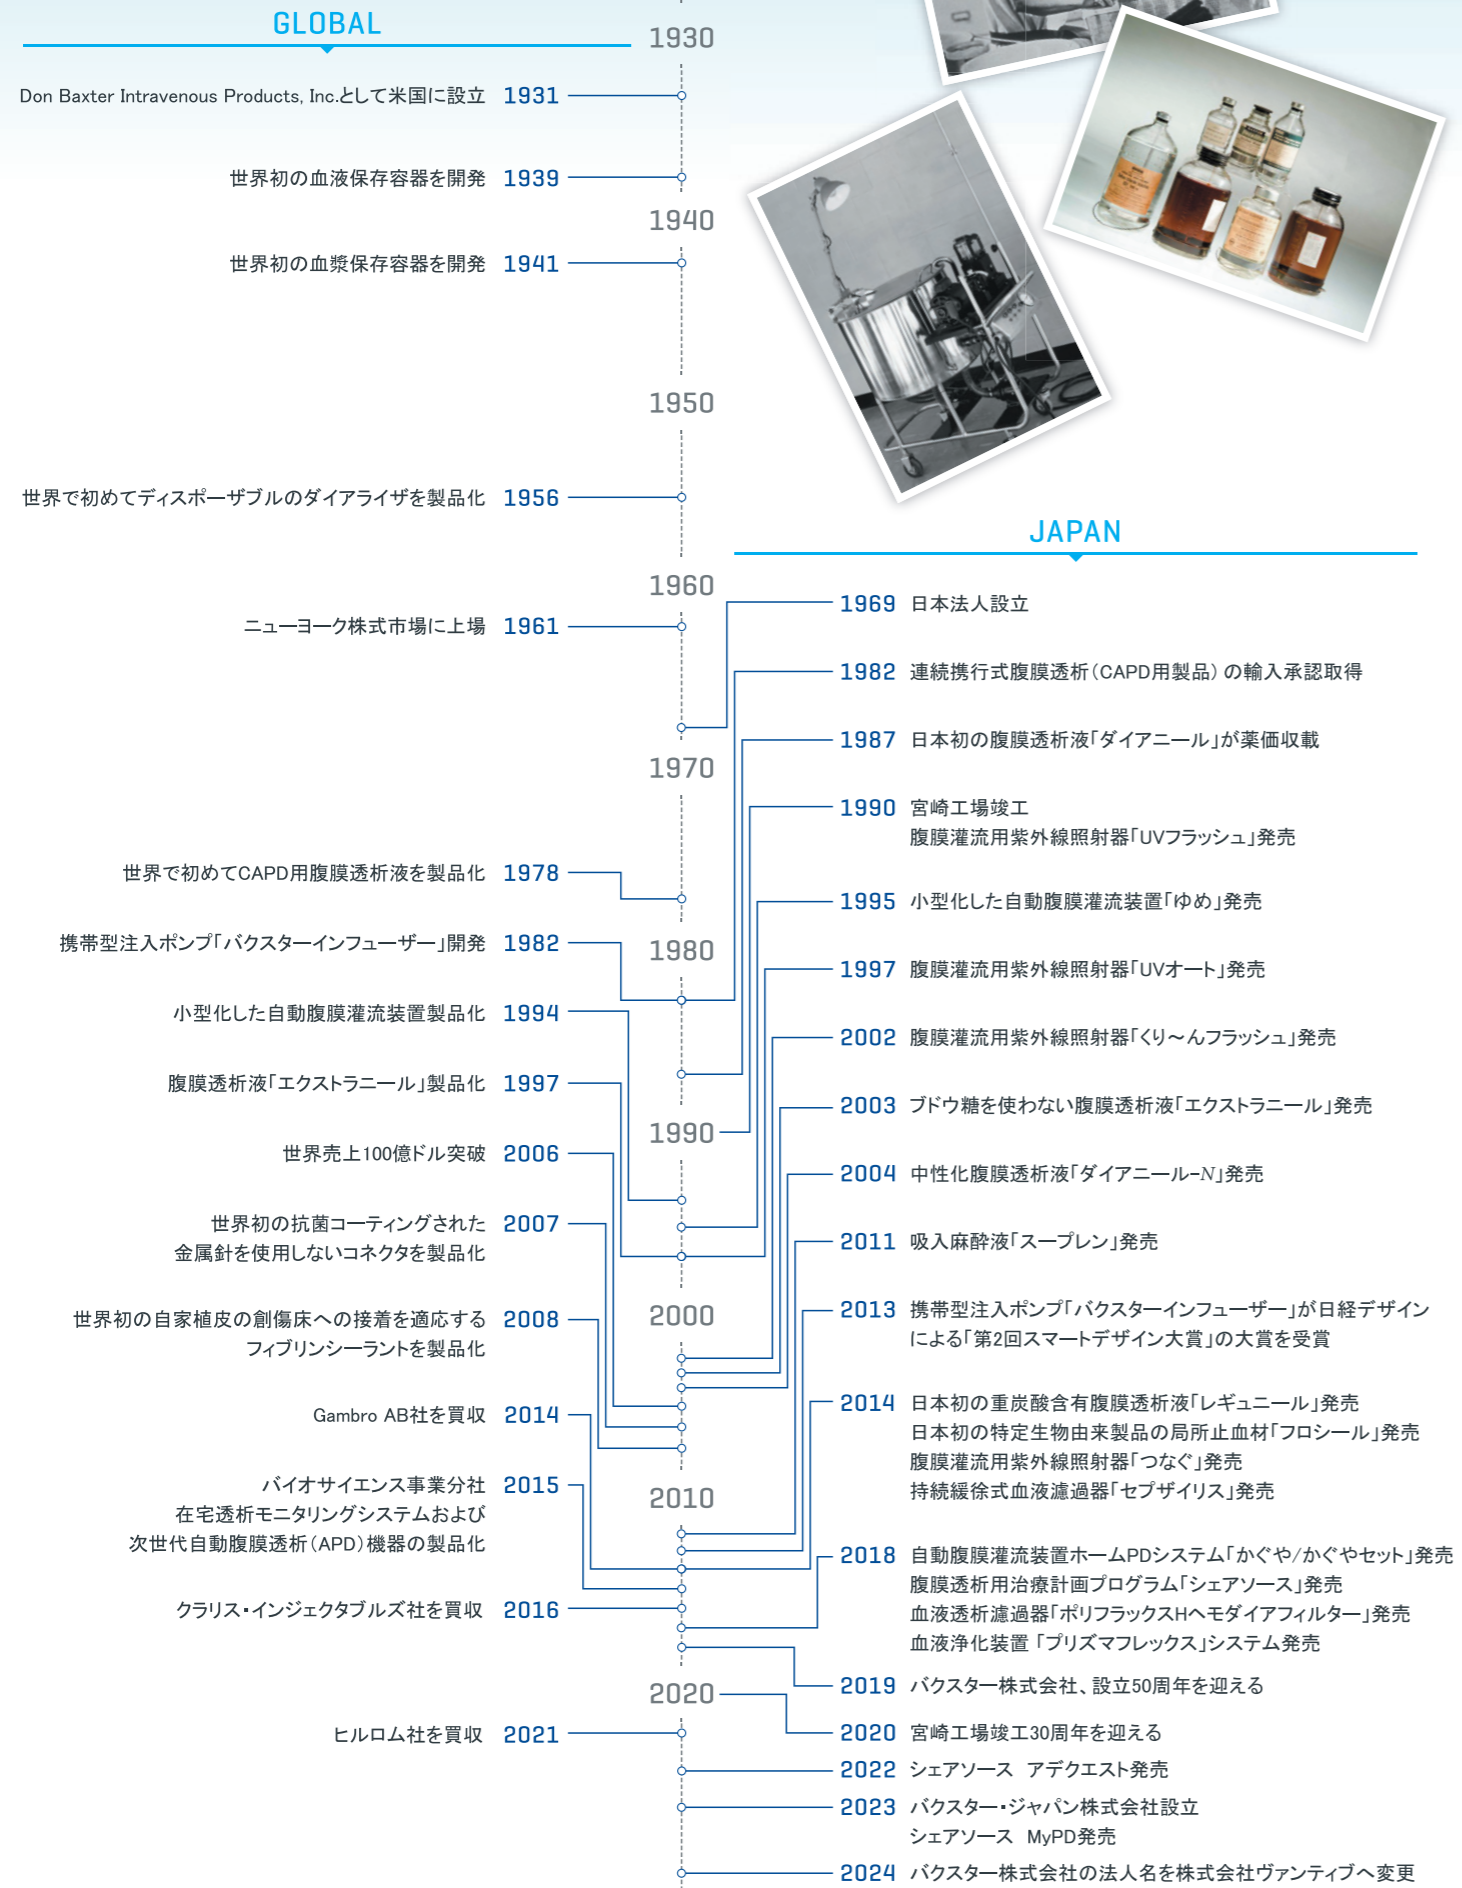 GLOBAL
1930
Don Baxter Intravenous Products, Inc.として米国に設立 1931
世界初の血液保存容器を開発 1939
1940
世界初の血漿保存容器を開発 1941
1950
世界で初めてディスポーザブルのダイアライザを製品化 1956
1960
ニューヨーク株式市場に上場 1961
1970
世界で初めてCAPD用腹膜透析液を製品化 1978
携帯型注入ポンプ「バクスターインフューザー」開発 1982
1980
小型化した自動腹膜灌流装置製品化 1994
腹膜透析液「エクストラニール」製品化 1997
1990
世界売上100億ドル突破 2006
世界初の抗菌コーティングされた 2007
金属針を使用しないコネクタを製品化
2000
世界初の自家植皮の創傷床への接着を適応する 2008
フィブリンシーラントを製品化
Gambro AB社を買収 2014
バイオサイエンス事業分社 2015
在宅透析モニタリングシステムおよび
次世代自動腹膜透析（APD）機器の製品化
2010
クラリス・インジェクタブルズ社を買収 2016
2020
ヒルロム社を買収 2021
JAPAN
1969 日本法人設立
1982 連続携行式腹膜透析（CAPD用製品）の輸入承認取得
1987 日本初の腹膜透析液「ダイアニール」が薬価収載
1990 宮崎工場竣工
腹膜灌流用紫外線照射器「UVフラッシュ」発売
1995 小型化した自動腹膜灌流装置「ゆめ」発売
1997 腹膜灌流用紫外線照射器「UVオート」発売
2002 腹膜灌流用紫外線照射器「くり～んフラッシュ」発売
2003 ブドウ糖を使わない腹膜透析液「エクストラニール」発売
2004 中性化腹膜透析液「ダイアニール-N」発売
2011 吸入麻酔液「スープレン」発売
2013 携帯型注入ポンプ「バクスターインフューザー」が日経デザイン
による「第2回スマートデザイン大賞」の大賞を受賞
2014 日本初の重炭酸含有腹膜透析液「レギュニール」発売
日本初の特定生物由来製品の局所止血材「フロシール」発売
腹膜灌流用紫外線照射器「つなぐ」発売
持続緩徐式血液濾過器「セプザイリス」発売
2018 自動腹膜灌流装置ホームPDシステム「かぐや/かぐやセット」発売
腹膜透析用治療計画プログラム「シェアソース」発売
血液透析濾過器「ポリフラックスHヘモダイアフィルター」発売
血液浄化装置 「プリズマフレックス」システム発売
2019 バクスター株式会社、設立50周年を迎える
2020 宮崎工場竣工30周年を迎える
2022 シェアソース　アデクエスト発売
2023 バクスター・ジャパン株式会社設立
シェアソース　MyPD発売
2024 バクスター株式会社の法人名を株式会社ヴァンティブへ変更